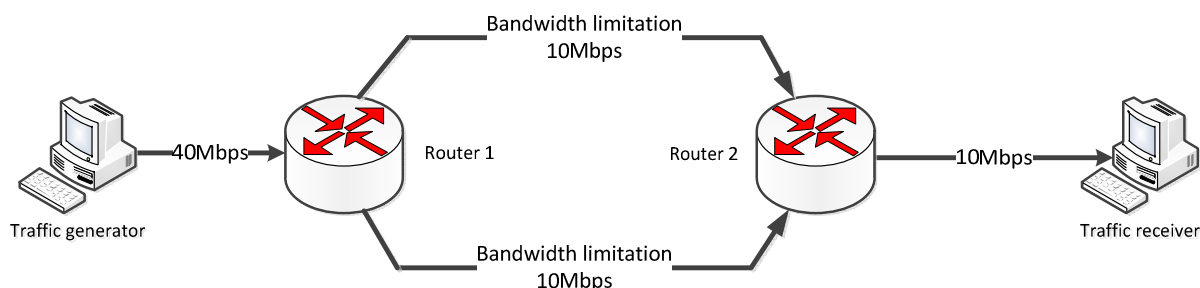 Bandwidth limitation
10Mbps
40Mbps
Router 1
Router 2
10Mbps
Traffic generator
Traffic receiver
Bandwidth limitation
10Mbps